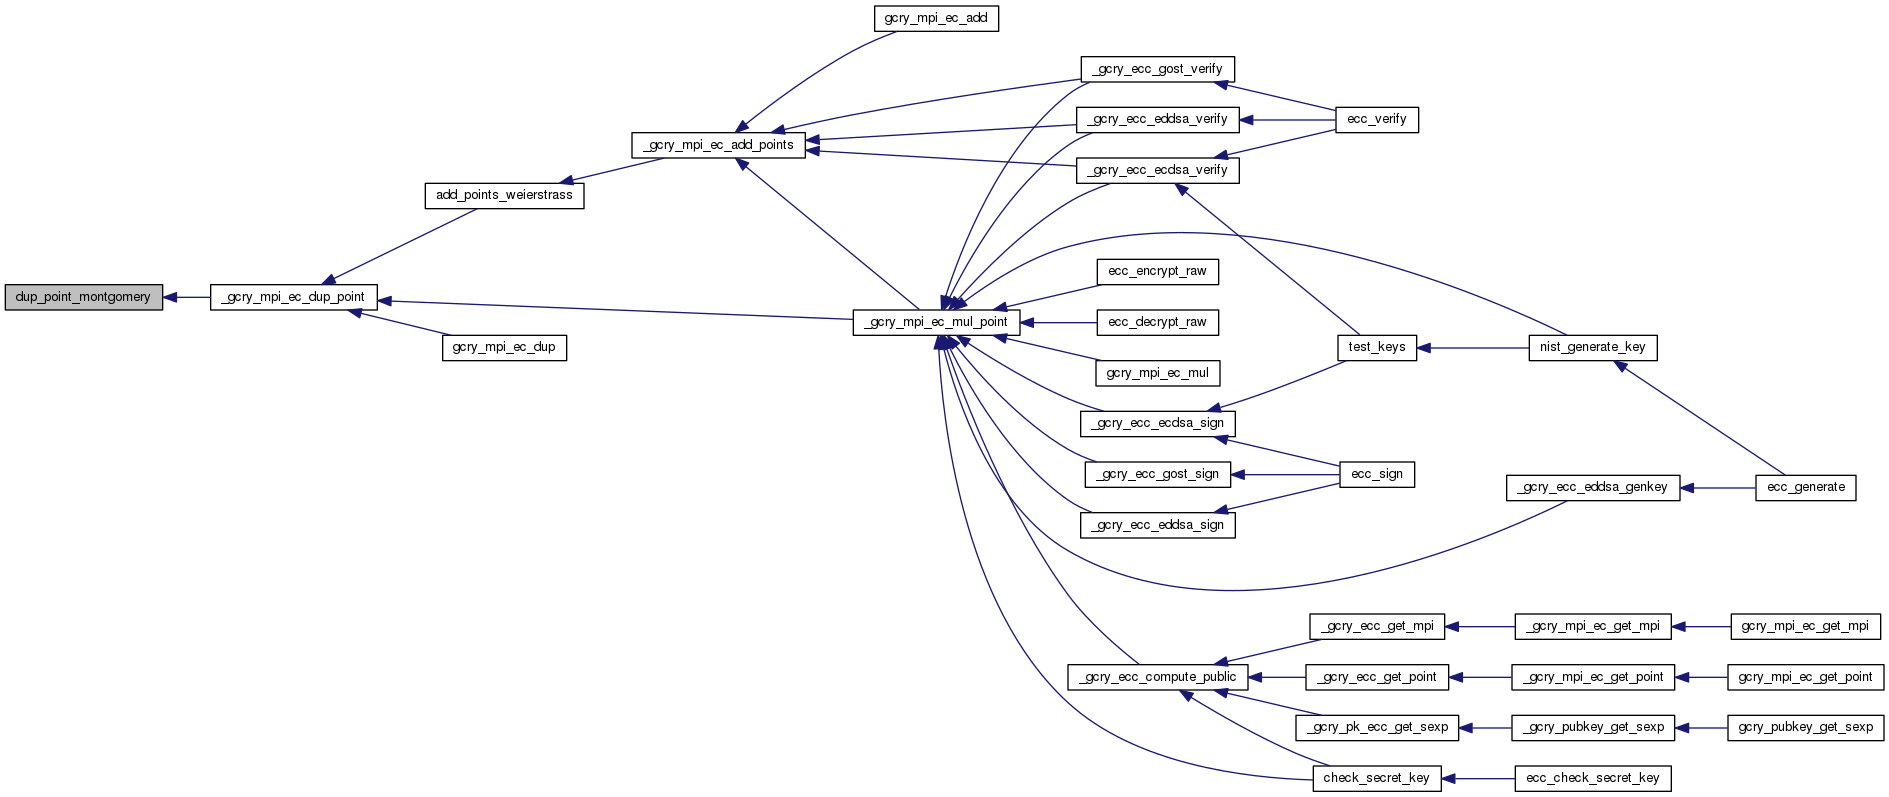 gcry_mpi_ec_add
_gcry_ecc_gost_verify
_gcry_ecc_eddsa_verify
ecc_verify
_gcry_mpi_ec_add_points
_gcry_ecc_ecdsa_verify
add_points_weierstrass
ecc_encrypt_raw
dup_point_montgomery
_gcry_mpi_ec_dup_point
_gcry_mpi_ec_mul_point
ecc_decrypt_raw
gcry_mpi_ec_dup
test_keys
nist_generate_key
gcry_mpi_ec_mul
_gcry_ecc_ecdsa_sign
_gcry_ecc_gost_sign
ecc_sign
_gcry_ecc_eddsa_genkey
ecc_generate
_gcry_ecc_eddsa_sign
_gcry_ecc_get_mpi
_gcry_mpi_ec_get_mpi
gcry_mpi_ec_get_mpi
_gcry_ecc_compute_public
_gcry_ecc_get_point
_gcry_mpi_ec_get_point
gcry_mpi_ec_get_point
_gcry_pk_ecc_get_sexp
_gcry_pubkey_get_sexp
gcry_pubkey_get_sexp
check_secret_key
ecc_check_secret_key